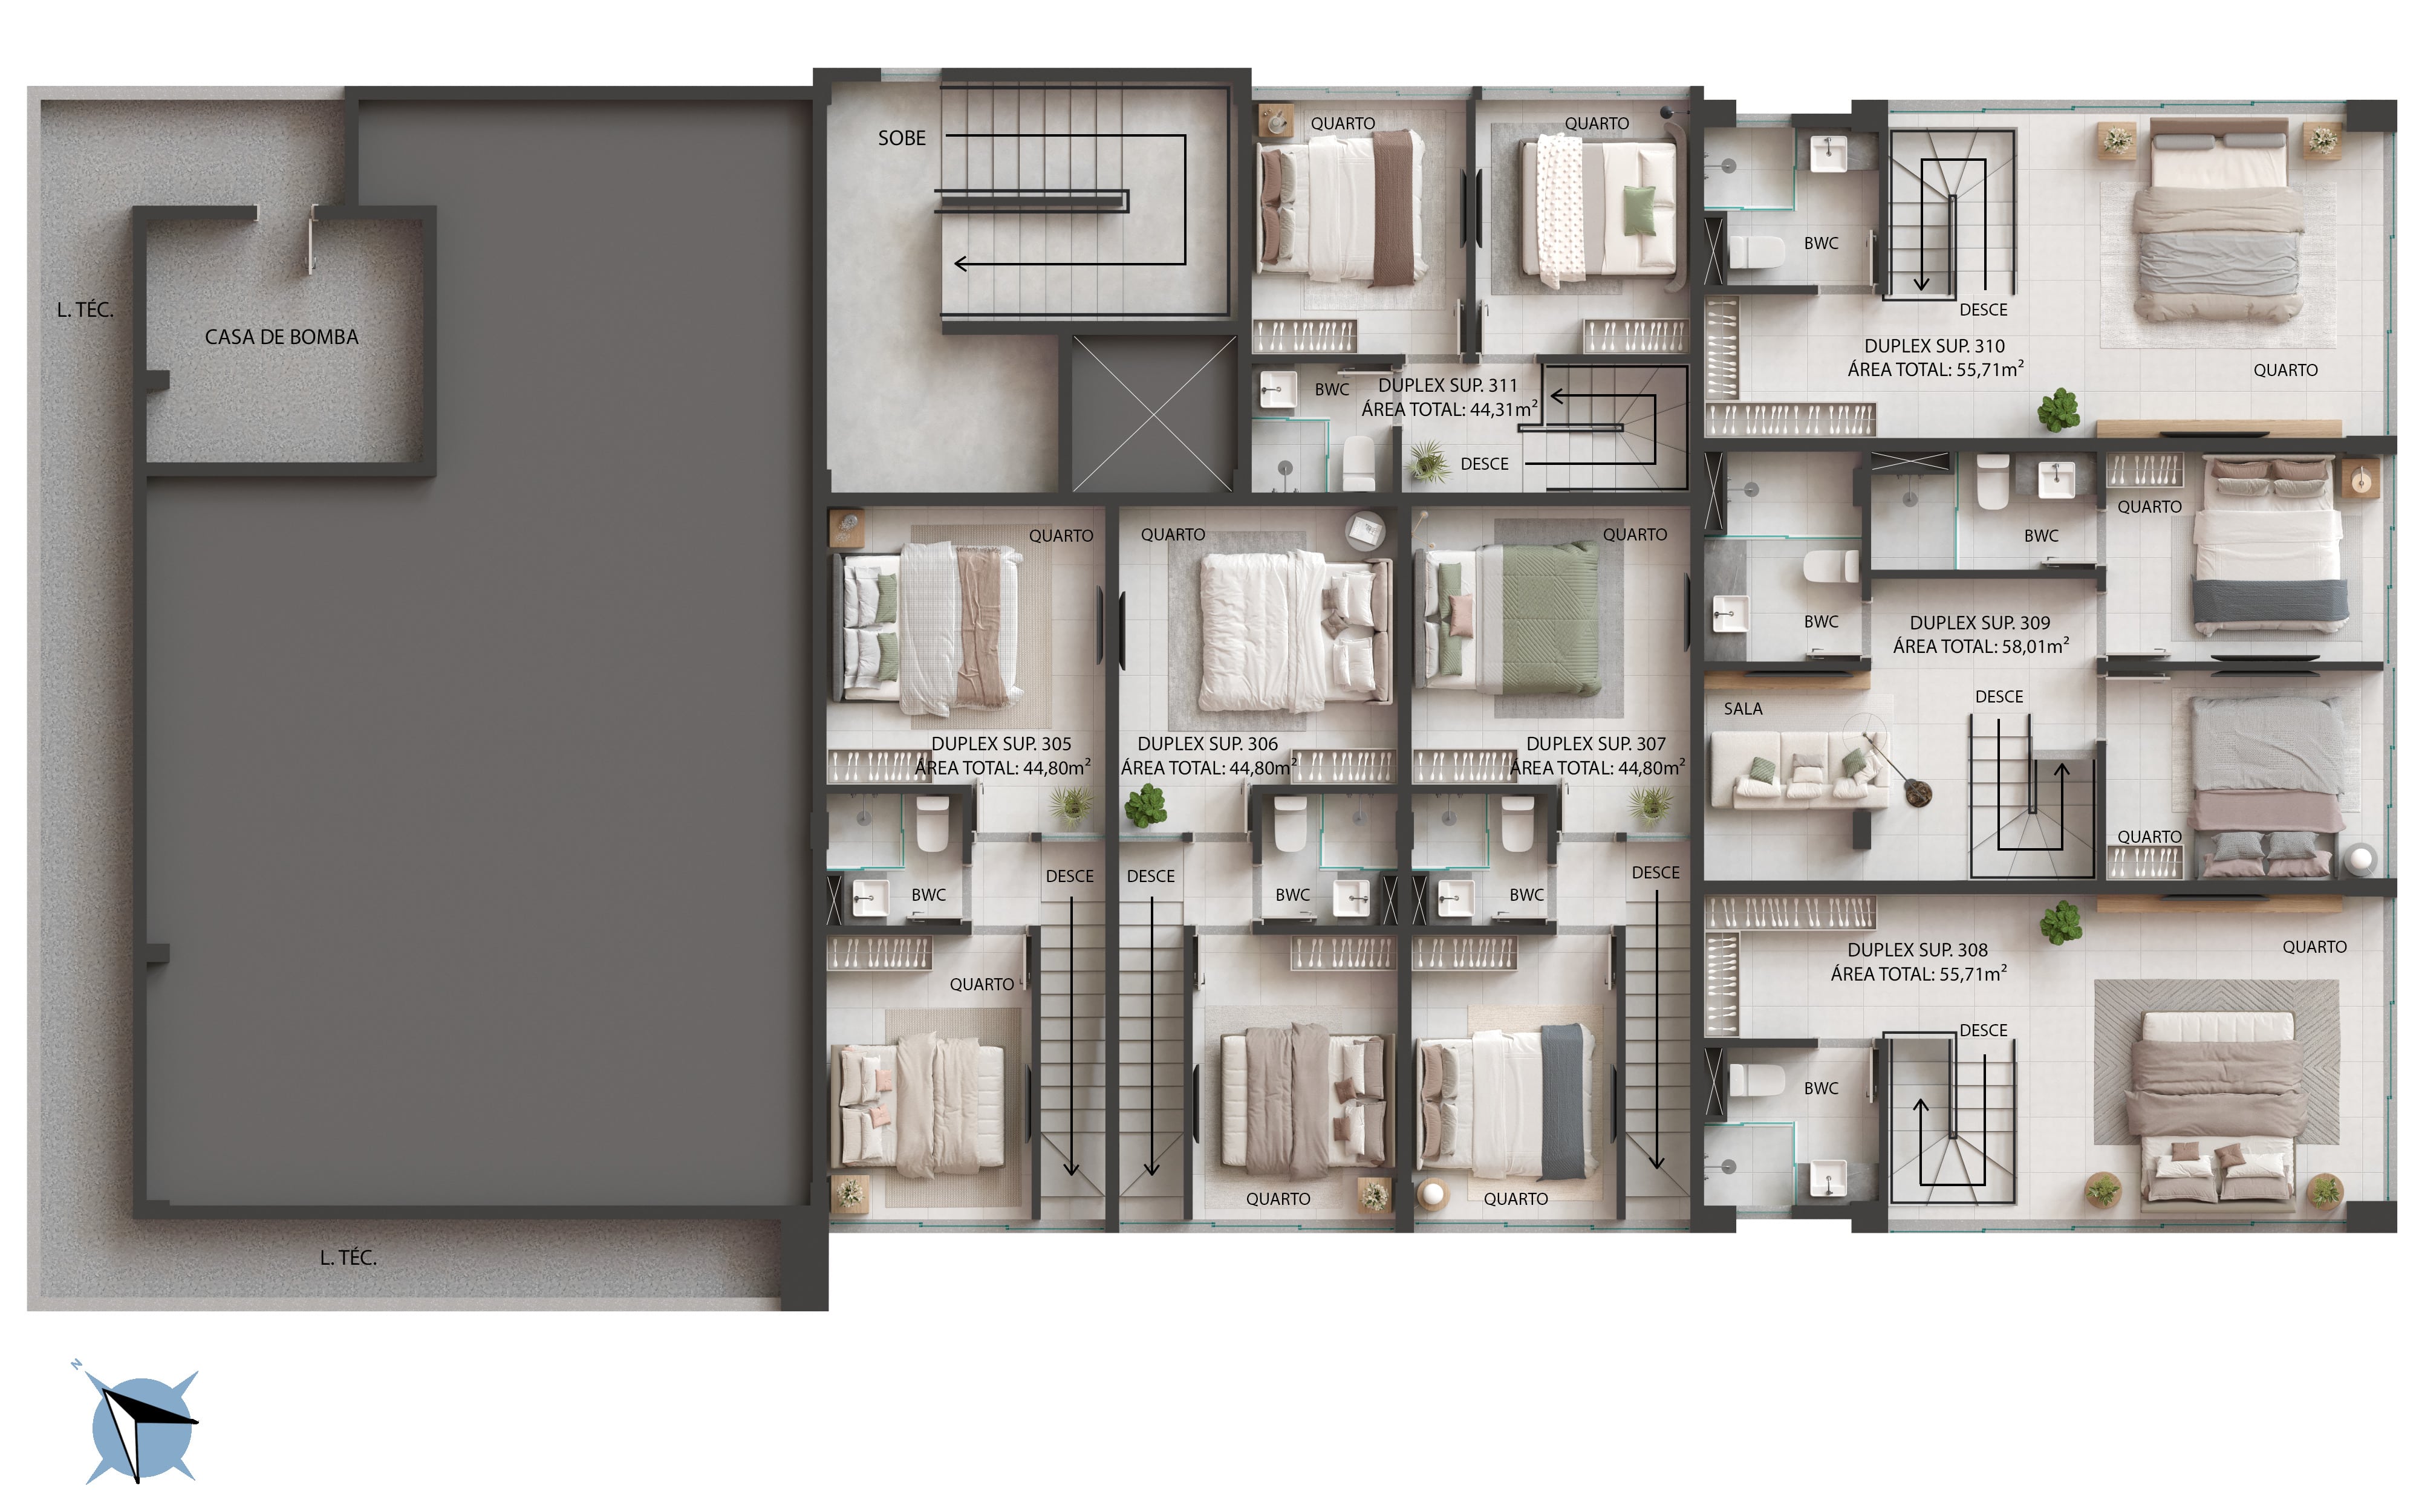 SOBE
L. TÉC.
CASA DE BOMBA
QUARTO
QUARTO
BWC
DUPLEX SUP. 311
ÁREA TOTAL: 44,31m²
DESCE
BWC
DESCE
DUPLEX SUP. 310
ÁREA TOTAL: 55,71m²
QUARTO
QUARTO
DUPLEX SUP. 305
ÁREA TOTAL: 44,80m²
DESCE
BWC
QUARTO
QUARTO
DUPLEX SUP. 306
ÁREA TOTAL: 44,80m²
DESCE
BWC
QUARTO
QUARTO
DUPLEX SUP. 307
ÁREA TOTAL: 44,80m²
DESCE
BWC
QUARTO
QUARTO
BWC
BWC
DUPLEX SUP. 309
ÁREA TOTAL: 58,01m²
DESCE
SALA
QUARTO
DUPLEX SUP. 308
ÁREA TOTAL: 55,71m²
QUARTO
DESCE
BWC
L. TÉC.
N